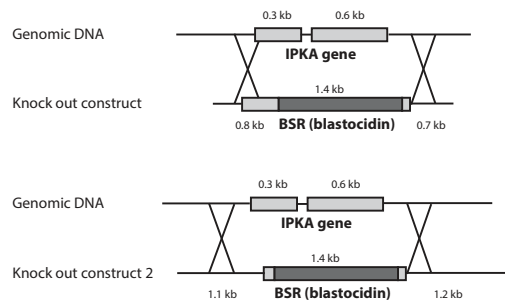 0.3 kb 0.6 kb
Genomic DNA
IPKA gene
1.4 kb
Knock out construct
0.8 kb BSR (blastocidin) 0.7 kb
0.3 kb 0.6 kb
Genomic DNA
IPKA gene
1.4 kb
Knock out construct 2
1.1 kb BSR (blastocidin) 1.2 kb